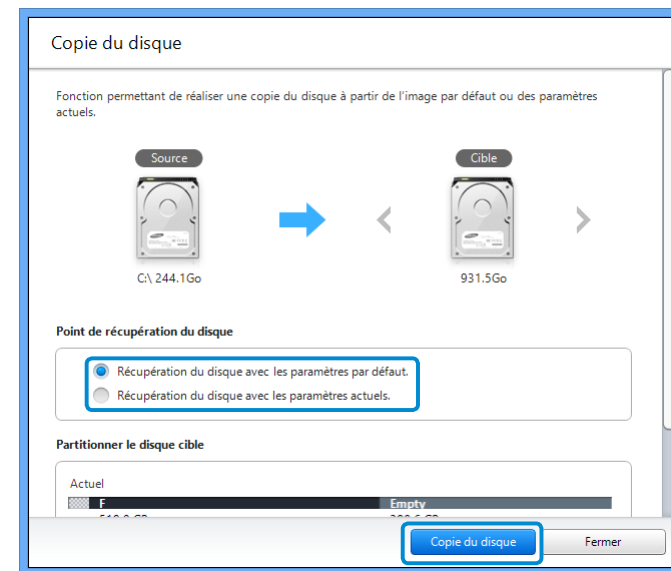 Copie du disque
Fonction permettant de réaliser une copie du disque à partir de l'image par défaut ou des paramètres
actuels.
Source
Cible
C:\ 244.1Go
931.5Go
Point de récupération du disque
Récupération du disque avec les paramètres par défaut.
Récupération du disque avec les paramètres actuels.
Partitionner le disque cible
Actuel
F
Empty
Copie du disque
Fermer